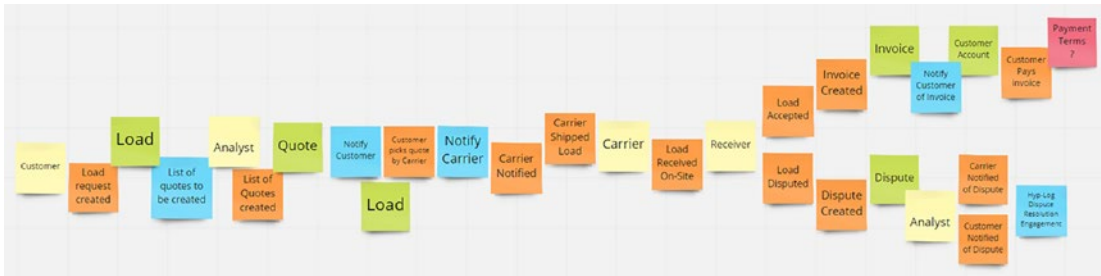 Customer
Load
request
created
Load
List of
quotes to
be created
Analyst
List of
Quotes
created
Quote
Notify
Customer
Load
Customer
picks quote
by Carrier
Notify
Carrier
Carrier
Notified
Carrier
Shipped
Load
Carrier
Load
Received
On-Site
Receiver
Load
Accepted
Invoice
Created
Invoice
Notify
Customer
of Invoice
Customer
Account
Customer
Pays
invoice
Payment
Terms
?
Load
Disputed
Dispute
Created
Dispute
Analyst
Carrier
Notified
of Dispute
Customer
Notified
of Dispute
Hyp-Log
Dispute
Resolution
Engagement